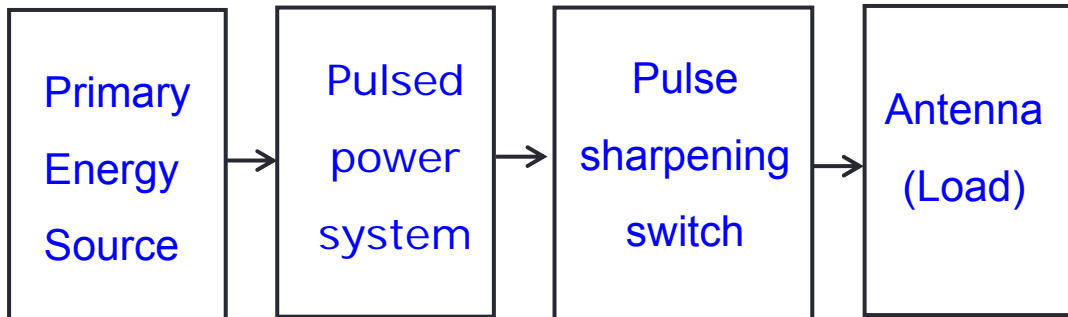 Primary
Energy
Source
Pulsed
power
system
Pulse
sharpening
switch
Antenna
(Load)